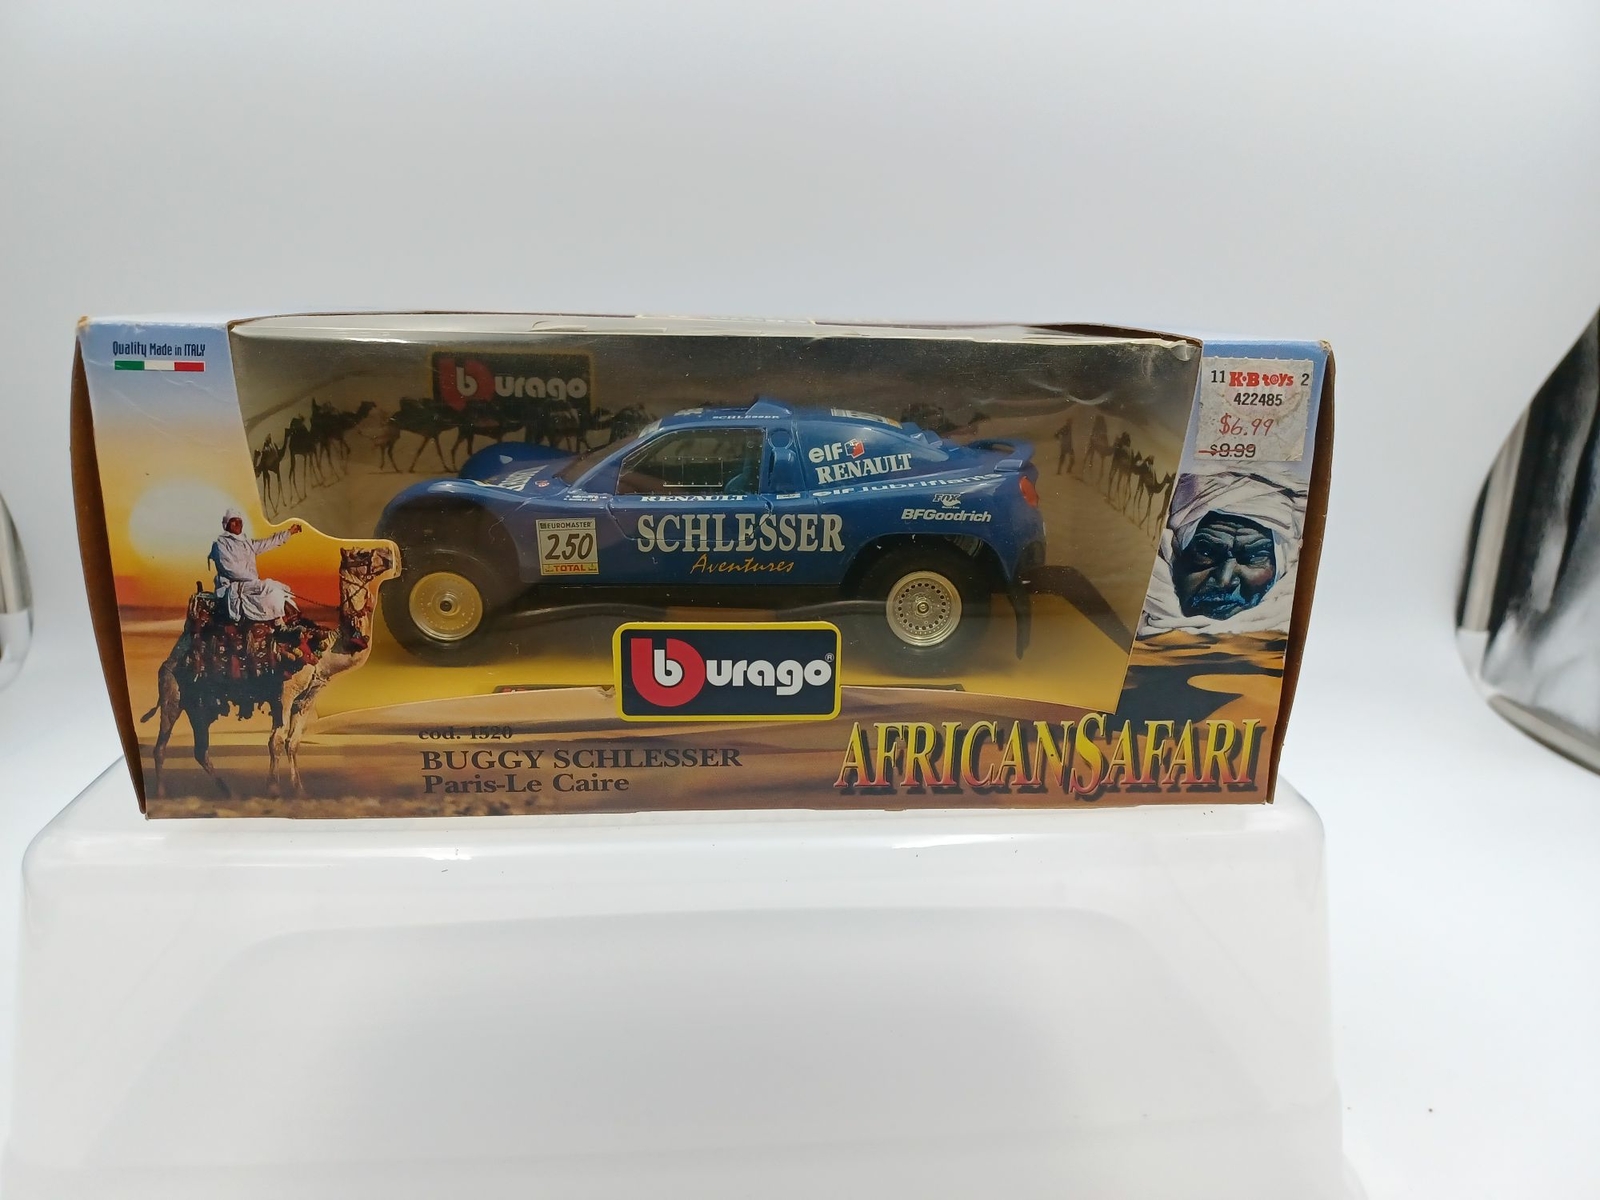 Quality Made in ITALY
11 K·B toys 2
422485
$6.99
$9.99
burago
SCHLESSER
elf
RENAULT
elf lubrifiants
RENAULT
FOX
BFGoodrich
EUROMASTER
250
TOTAL
SCHLESSER
Aventures
burago®
cod. 1520
BUGGY SCHLESSER
Paris-Le Caire
AFRICANSAFARI